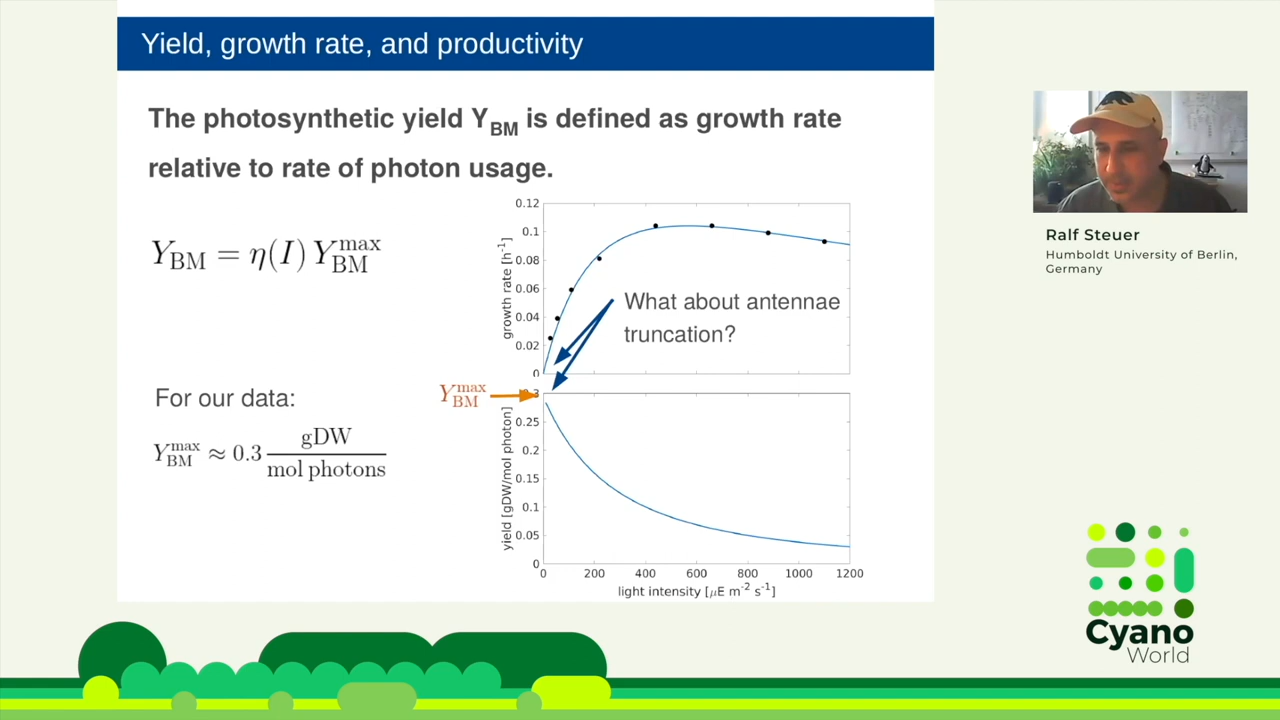 Yield, growth rate, and productivity
The photosynthetic yield Y_BM is defined as growth rate
relative to rate of photon usage.
Y_BM = η(I) Y_BM^max
For our data:
Y_BM^max ≈ 0.3 gDW / mol photons
0.12
0.1
0.08
0.06
0.04
0.02
0
growth rate [h^-1]
What about antennae
truncation?
Y_BM^max
0.25
0.2
0.15
0.1
0.05
0
yield [gDW/mol photon]
0 200 400 600 800 1000 1200
light intensity [μE m^-2 s^-1]
Ralf Steuer
Humboldt University of Berlin,
Germany
Cyano
World